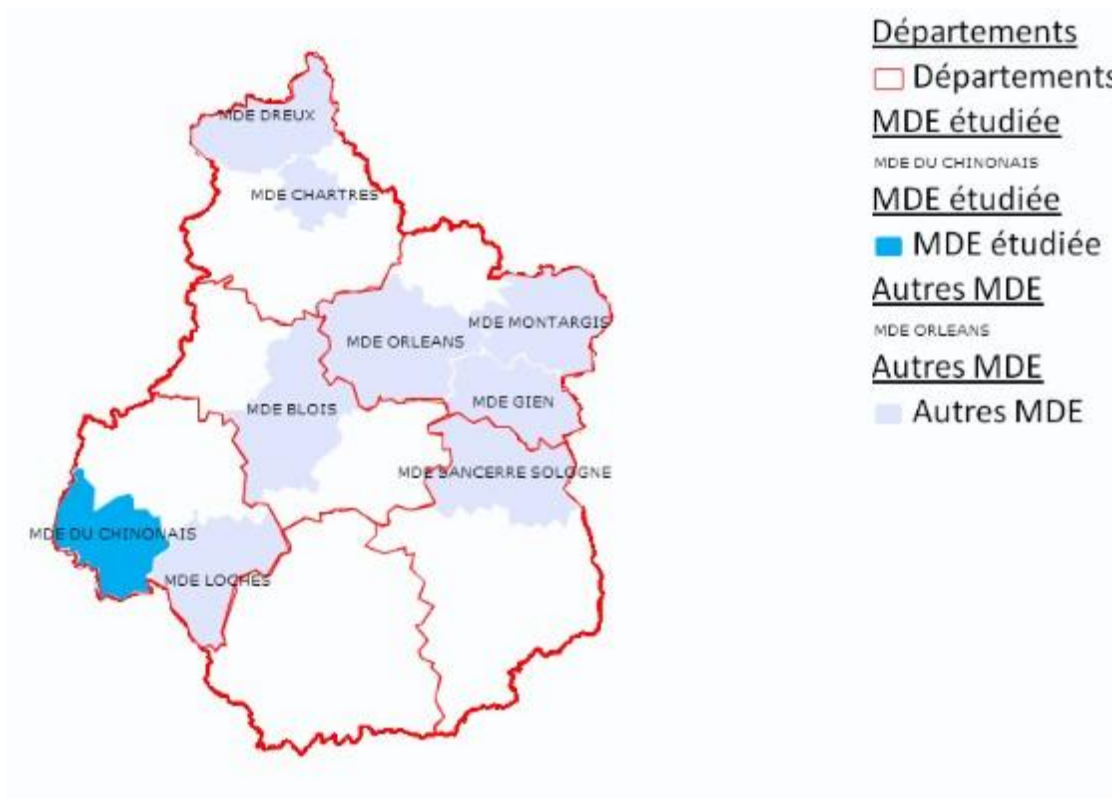 MDE DREUX
MDE CHARTRES
MDE MONTARGIS
MDE ORLEANS
MDE GIEN
MDE BLOIS
MDE SANCERRE SOLOGNE
MDE DU CHINONAIS
MDE LOCHES
Départements
Départements
MDE étudiée
MDE DU CHINONAIS
MDE étudiée
MDE étudiée
Autres MDE
MDE ORLEANS
Autres MDE
Autres MDE